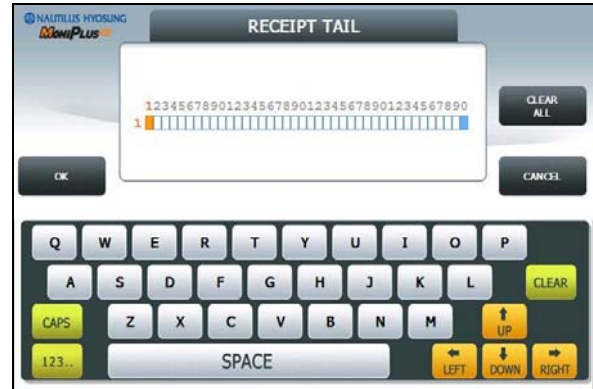 NAUTILUS HYOSUNG
MoniPlus
RECEIPT TAIL
1234567890123456789012345678901234567890
1
CLEAR
ALL
OK
CANCEL
Q W E R T Y U I O P
A S D F G H J K L CLEAR
CAPS Z X C V B N M UP
123.. SPACE LEFT DOWN RIGHT